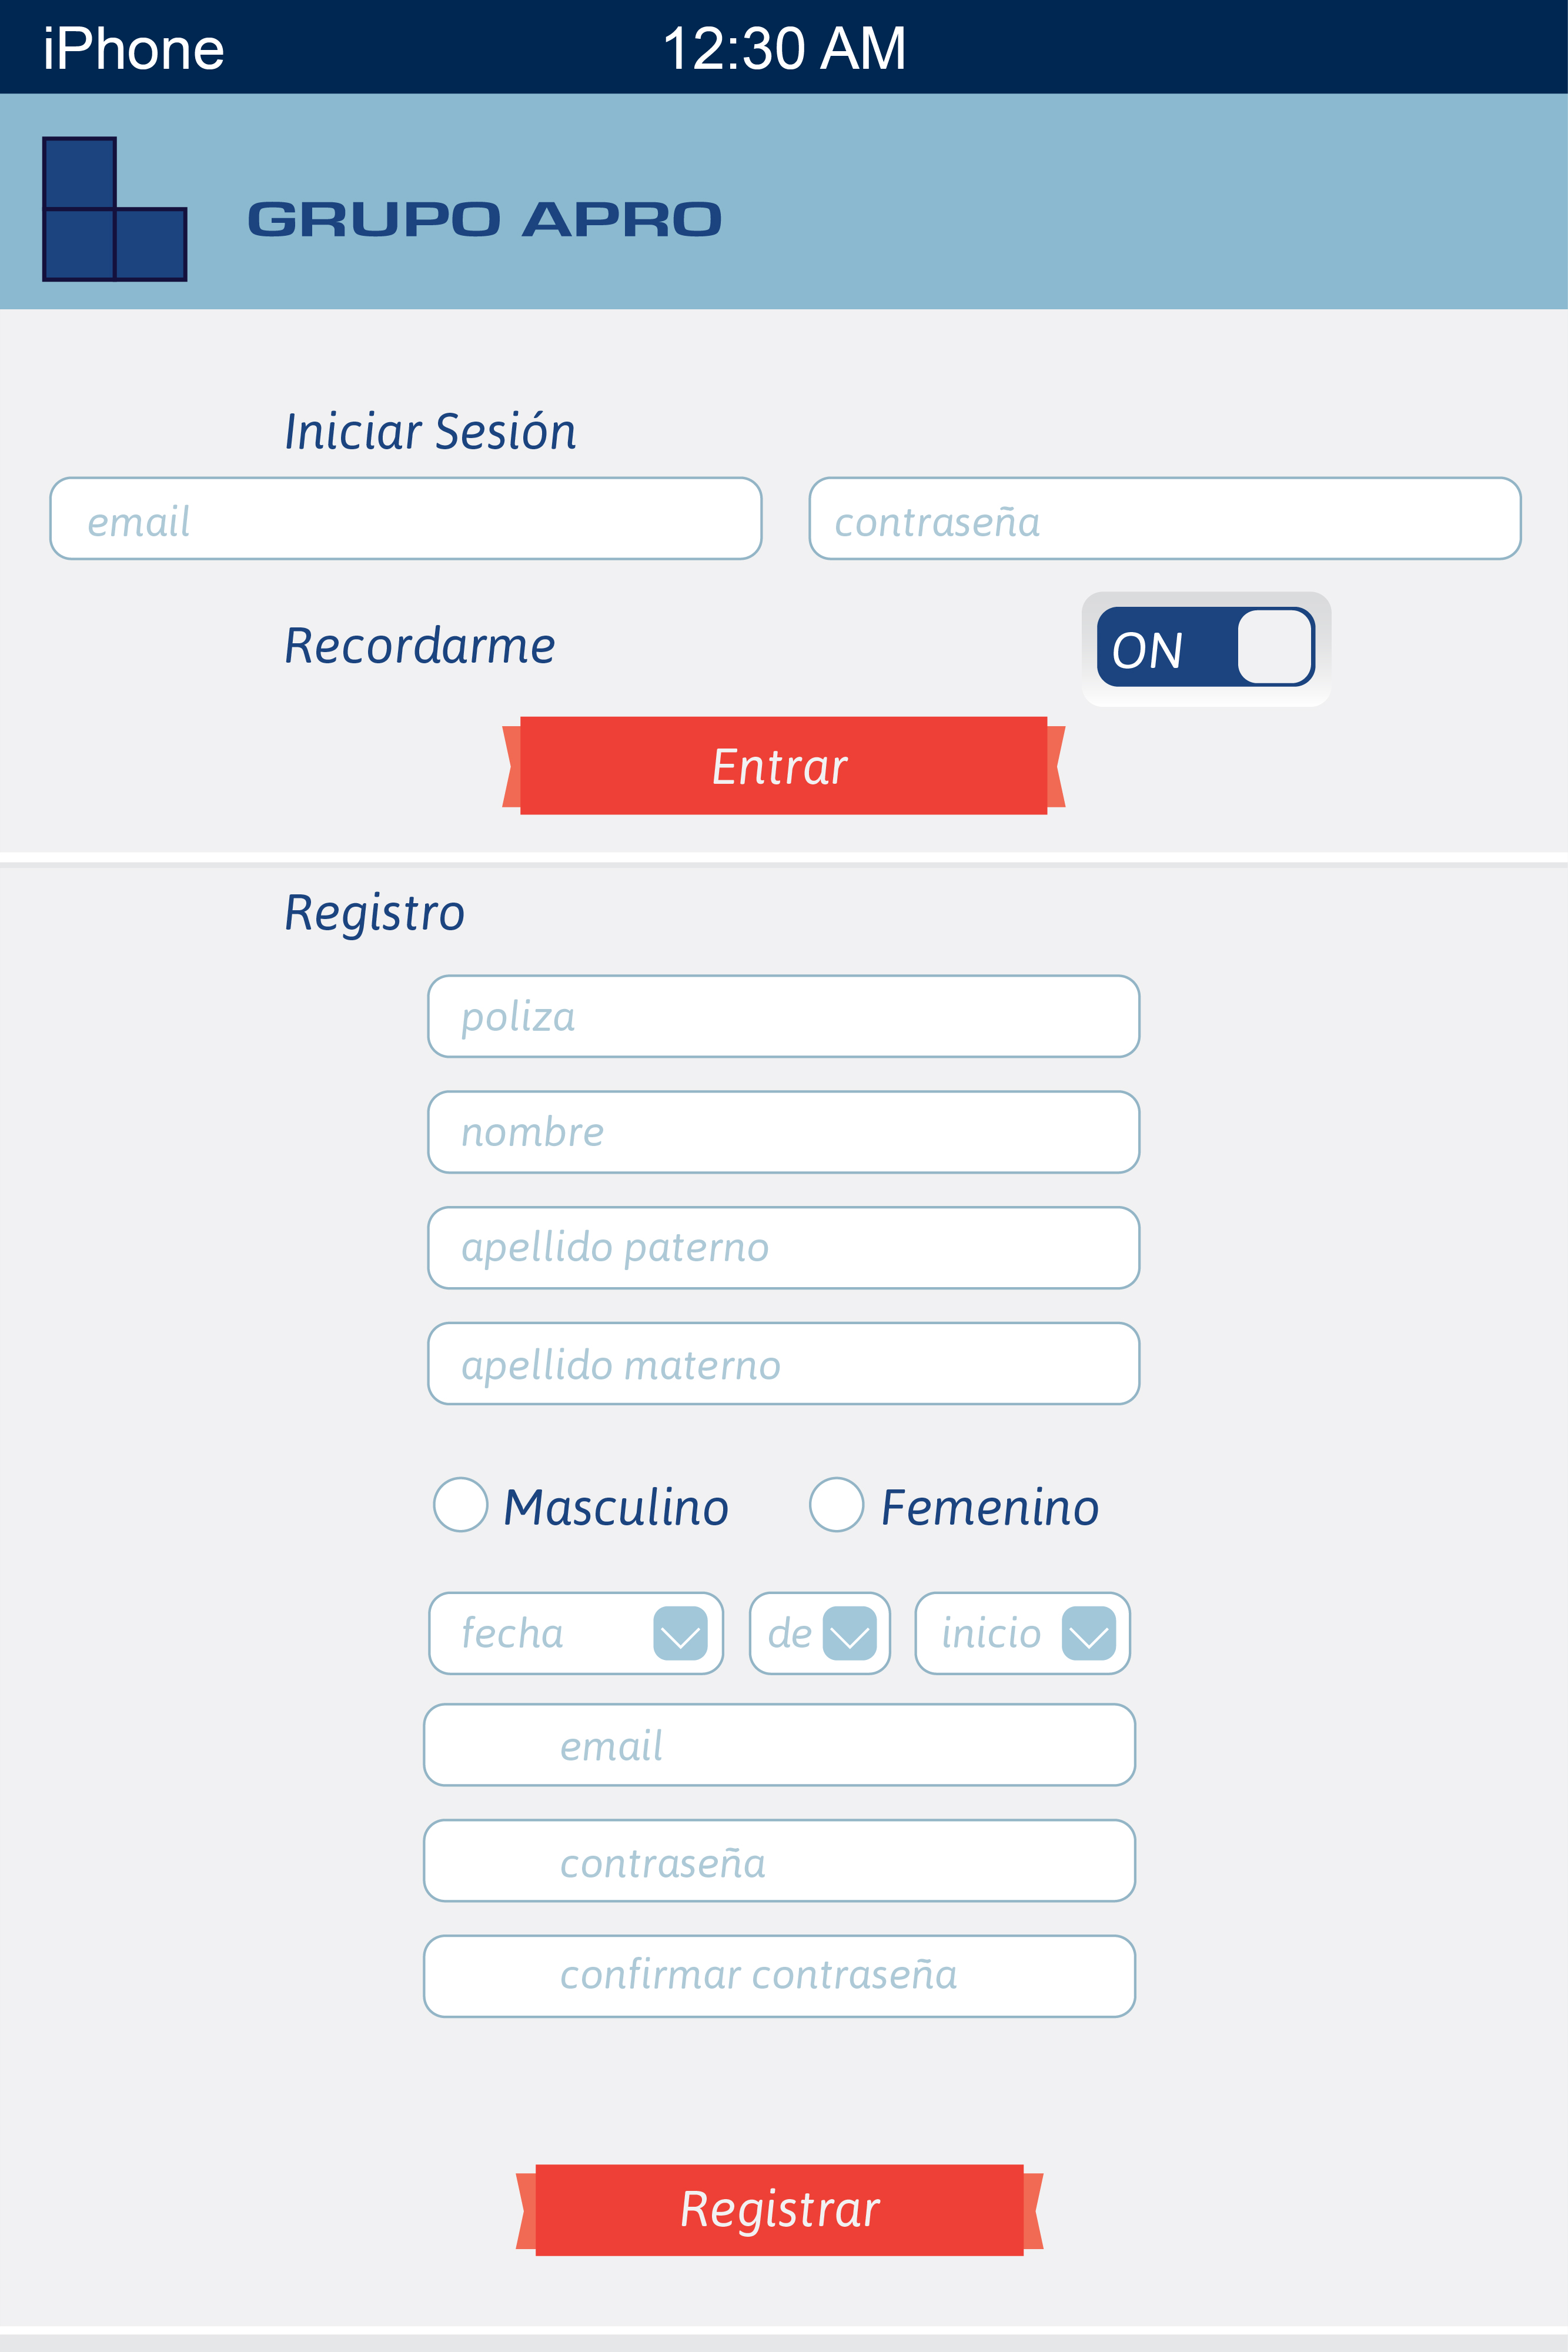 iPhone 12:30 AM
GRUPO APRO
Iniciar Sesión
email contraseña
Recordarme ON
Entrar
Registro
poliza
nombre
apellido paterno
apellido materno
Masculino Femenino
fecha de inicio
email
contraseña
confirmar contraseña
Registrar